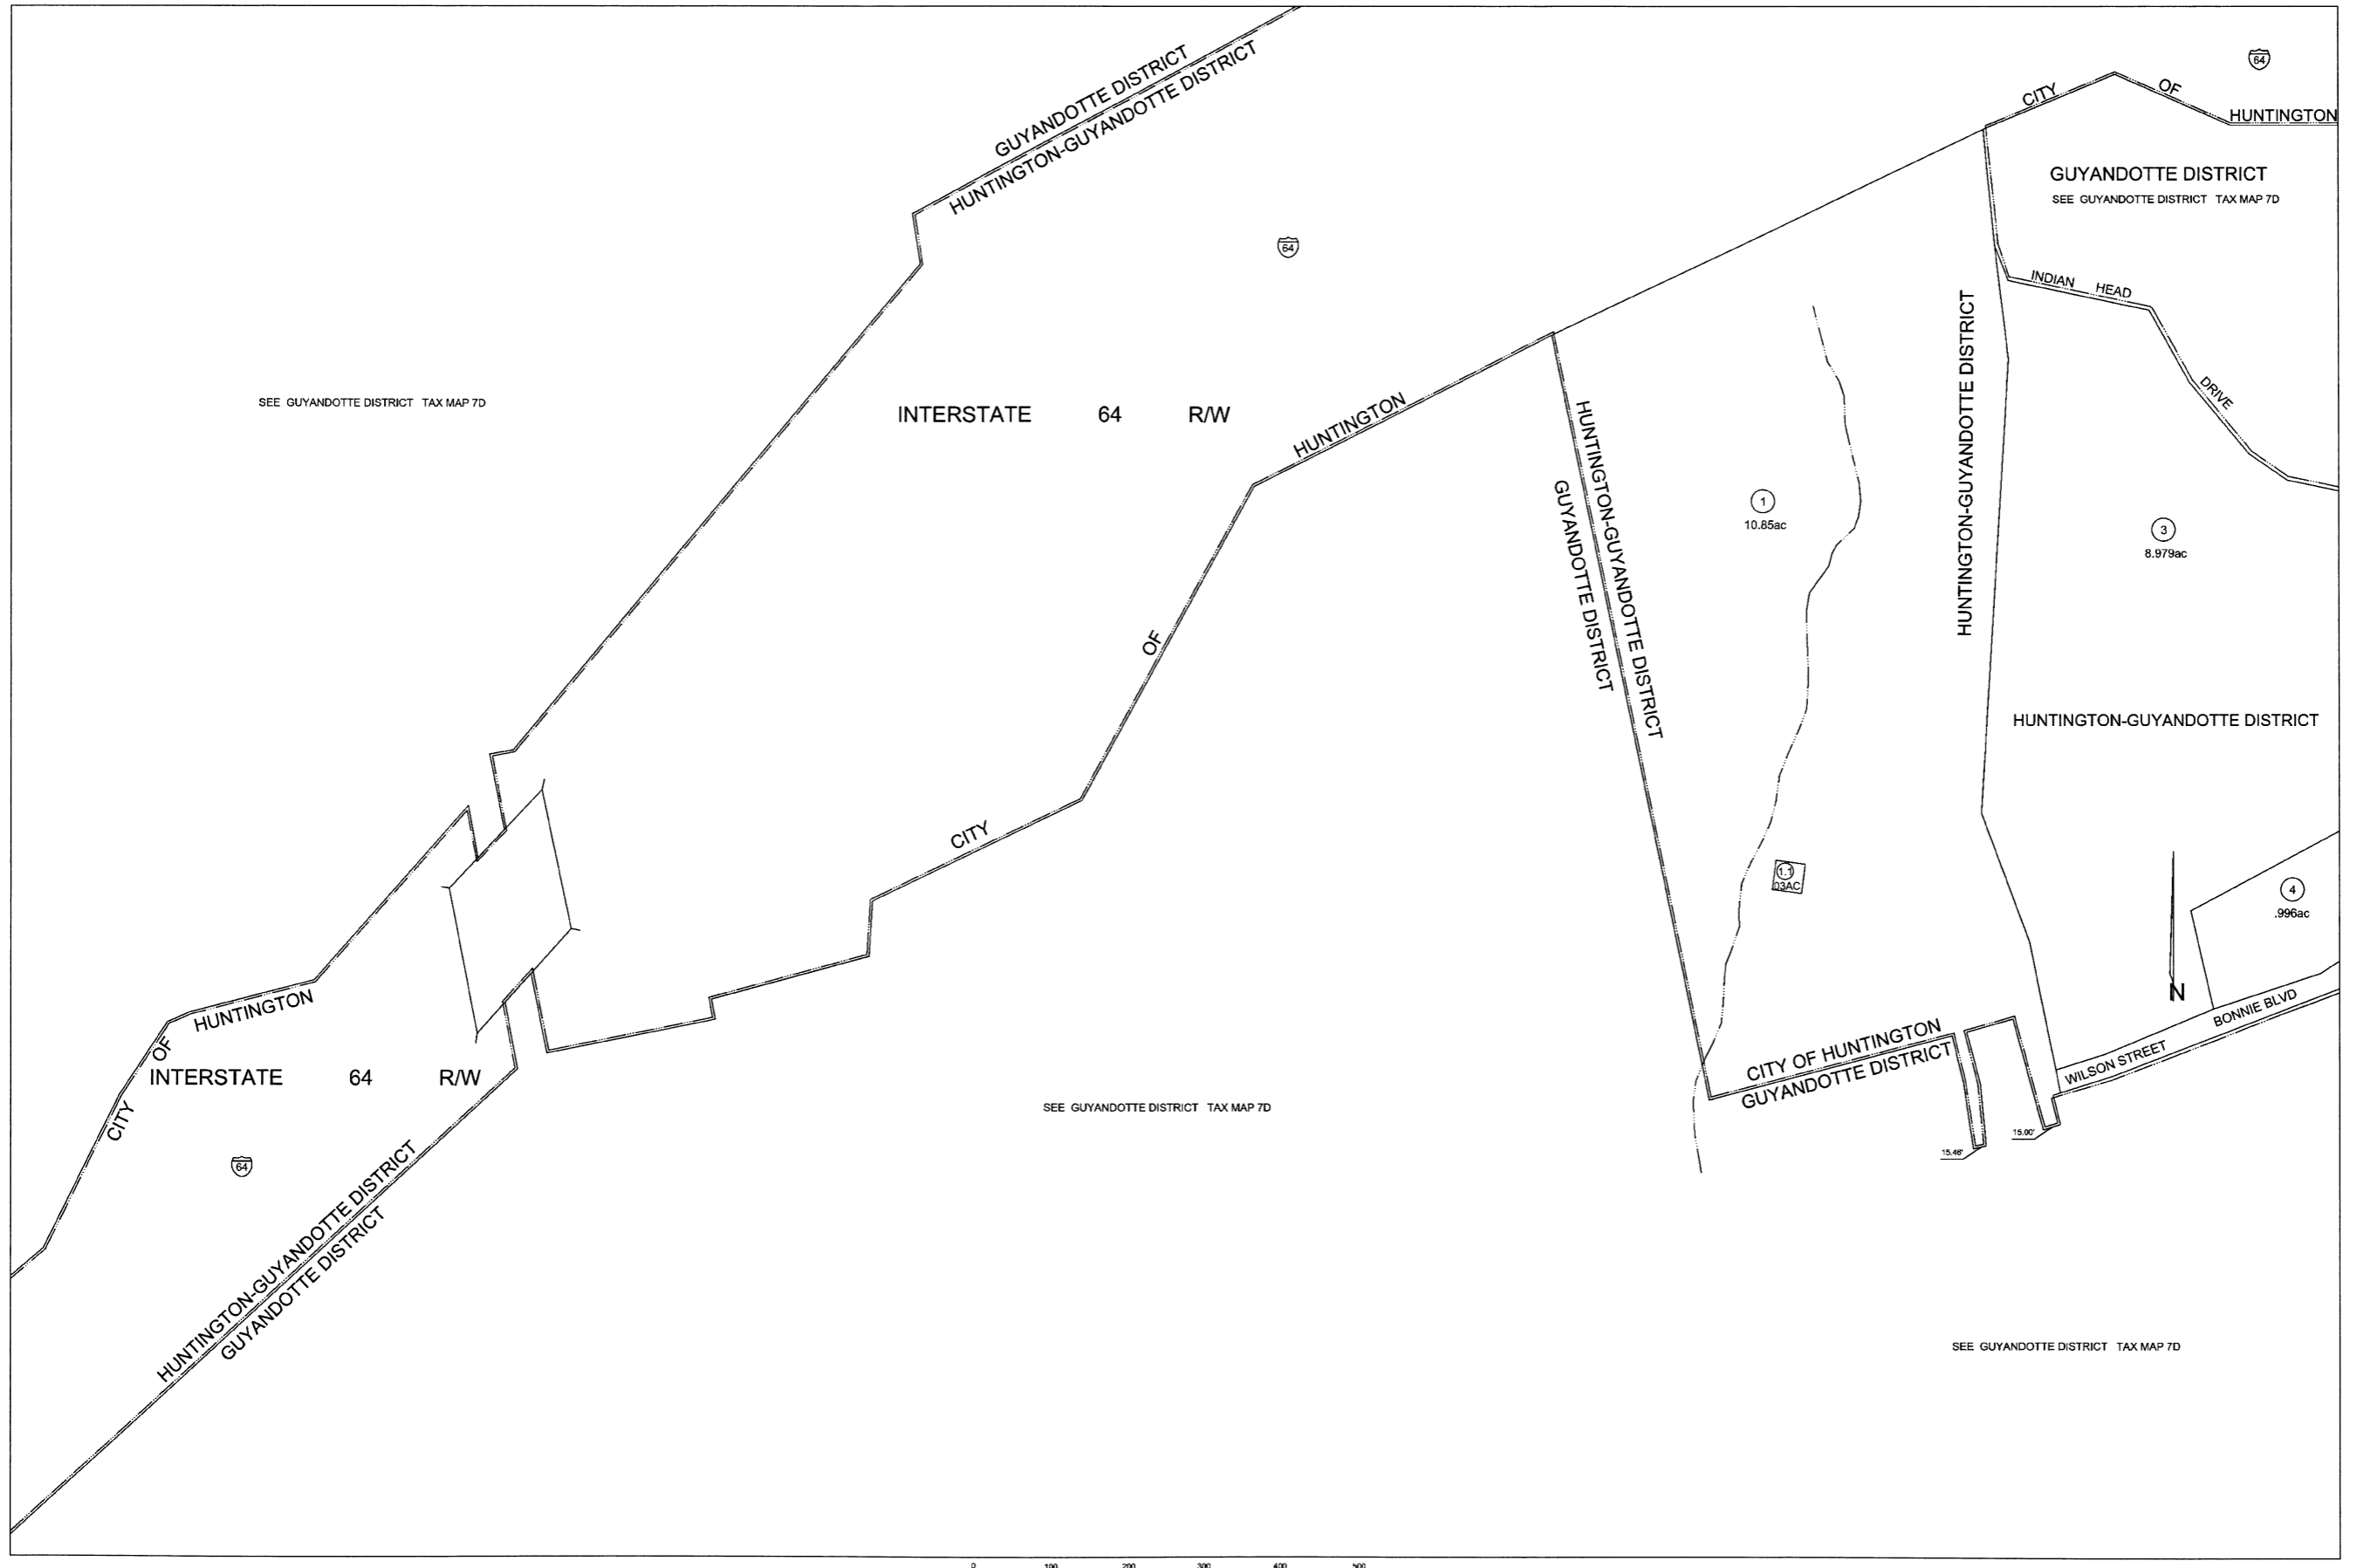 GUYANDOTTE DISTRICT
HUNTINGTON-GUYANDOTTE DISTRICT
64
CITY OF HUNTINGTON
GUYANDOTTE DISTRICT
SEE GUYANDOTTE DISTRICT TAX MAP 7D
64
INDIAN HEAD DRIVE
SEE GUYANDOTTE DISTRICT TAX MAP 7D
INTERSTATE 64 R/W
CITY OF HUNTINGTON
HUNTINGTON-GUYANDOTTE DISTRICT
GUYANDOTTE DISTRICT
1
10.85ac
HUNTINGTON-GUYANDOTTE DISTRICT
3
8.979ac
HUNTINGTON-GUYANDOTTE DISTRICT
1.1
03AC
4
.996ac
N
BONNIE BLVD
WILSON STREET
CITY OF HUNTINGTON
GUYANDOTTE DISTRICT
15.00'
15.46'
CITY OF HUNTINGTON
INTERSTATE 64 R/W
64
SEE GUYANDOTTE DISTRICT TAX MAP 7D
HUNTINGTON-GUYANDOTTE DISTRICT
GUYANDOTTE DISTRICT
SEE GUYANDOTTE DISTRICT TAX MAP 7D
0 100 200 300 400 500